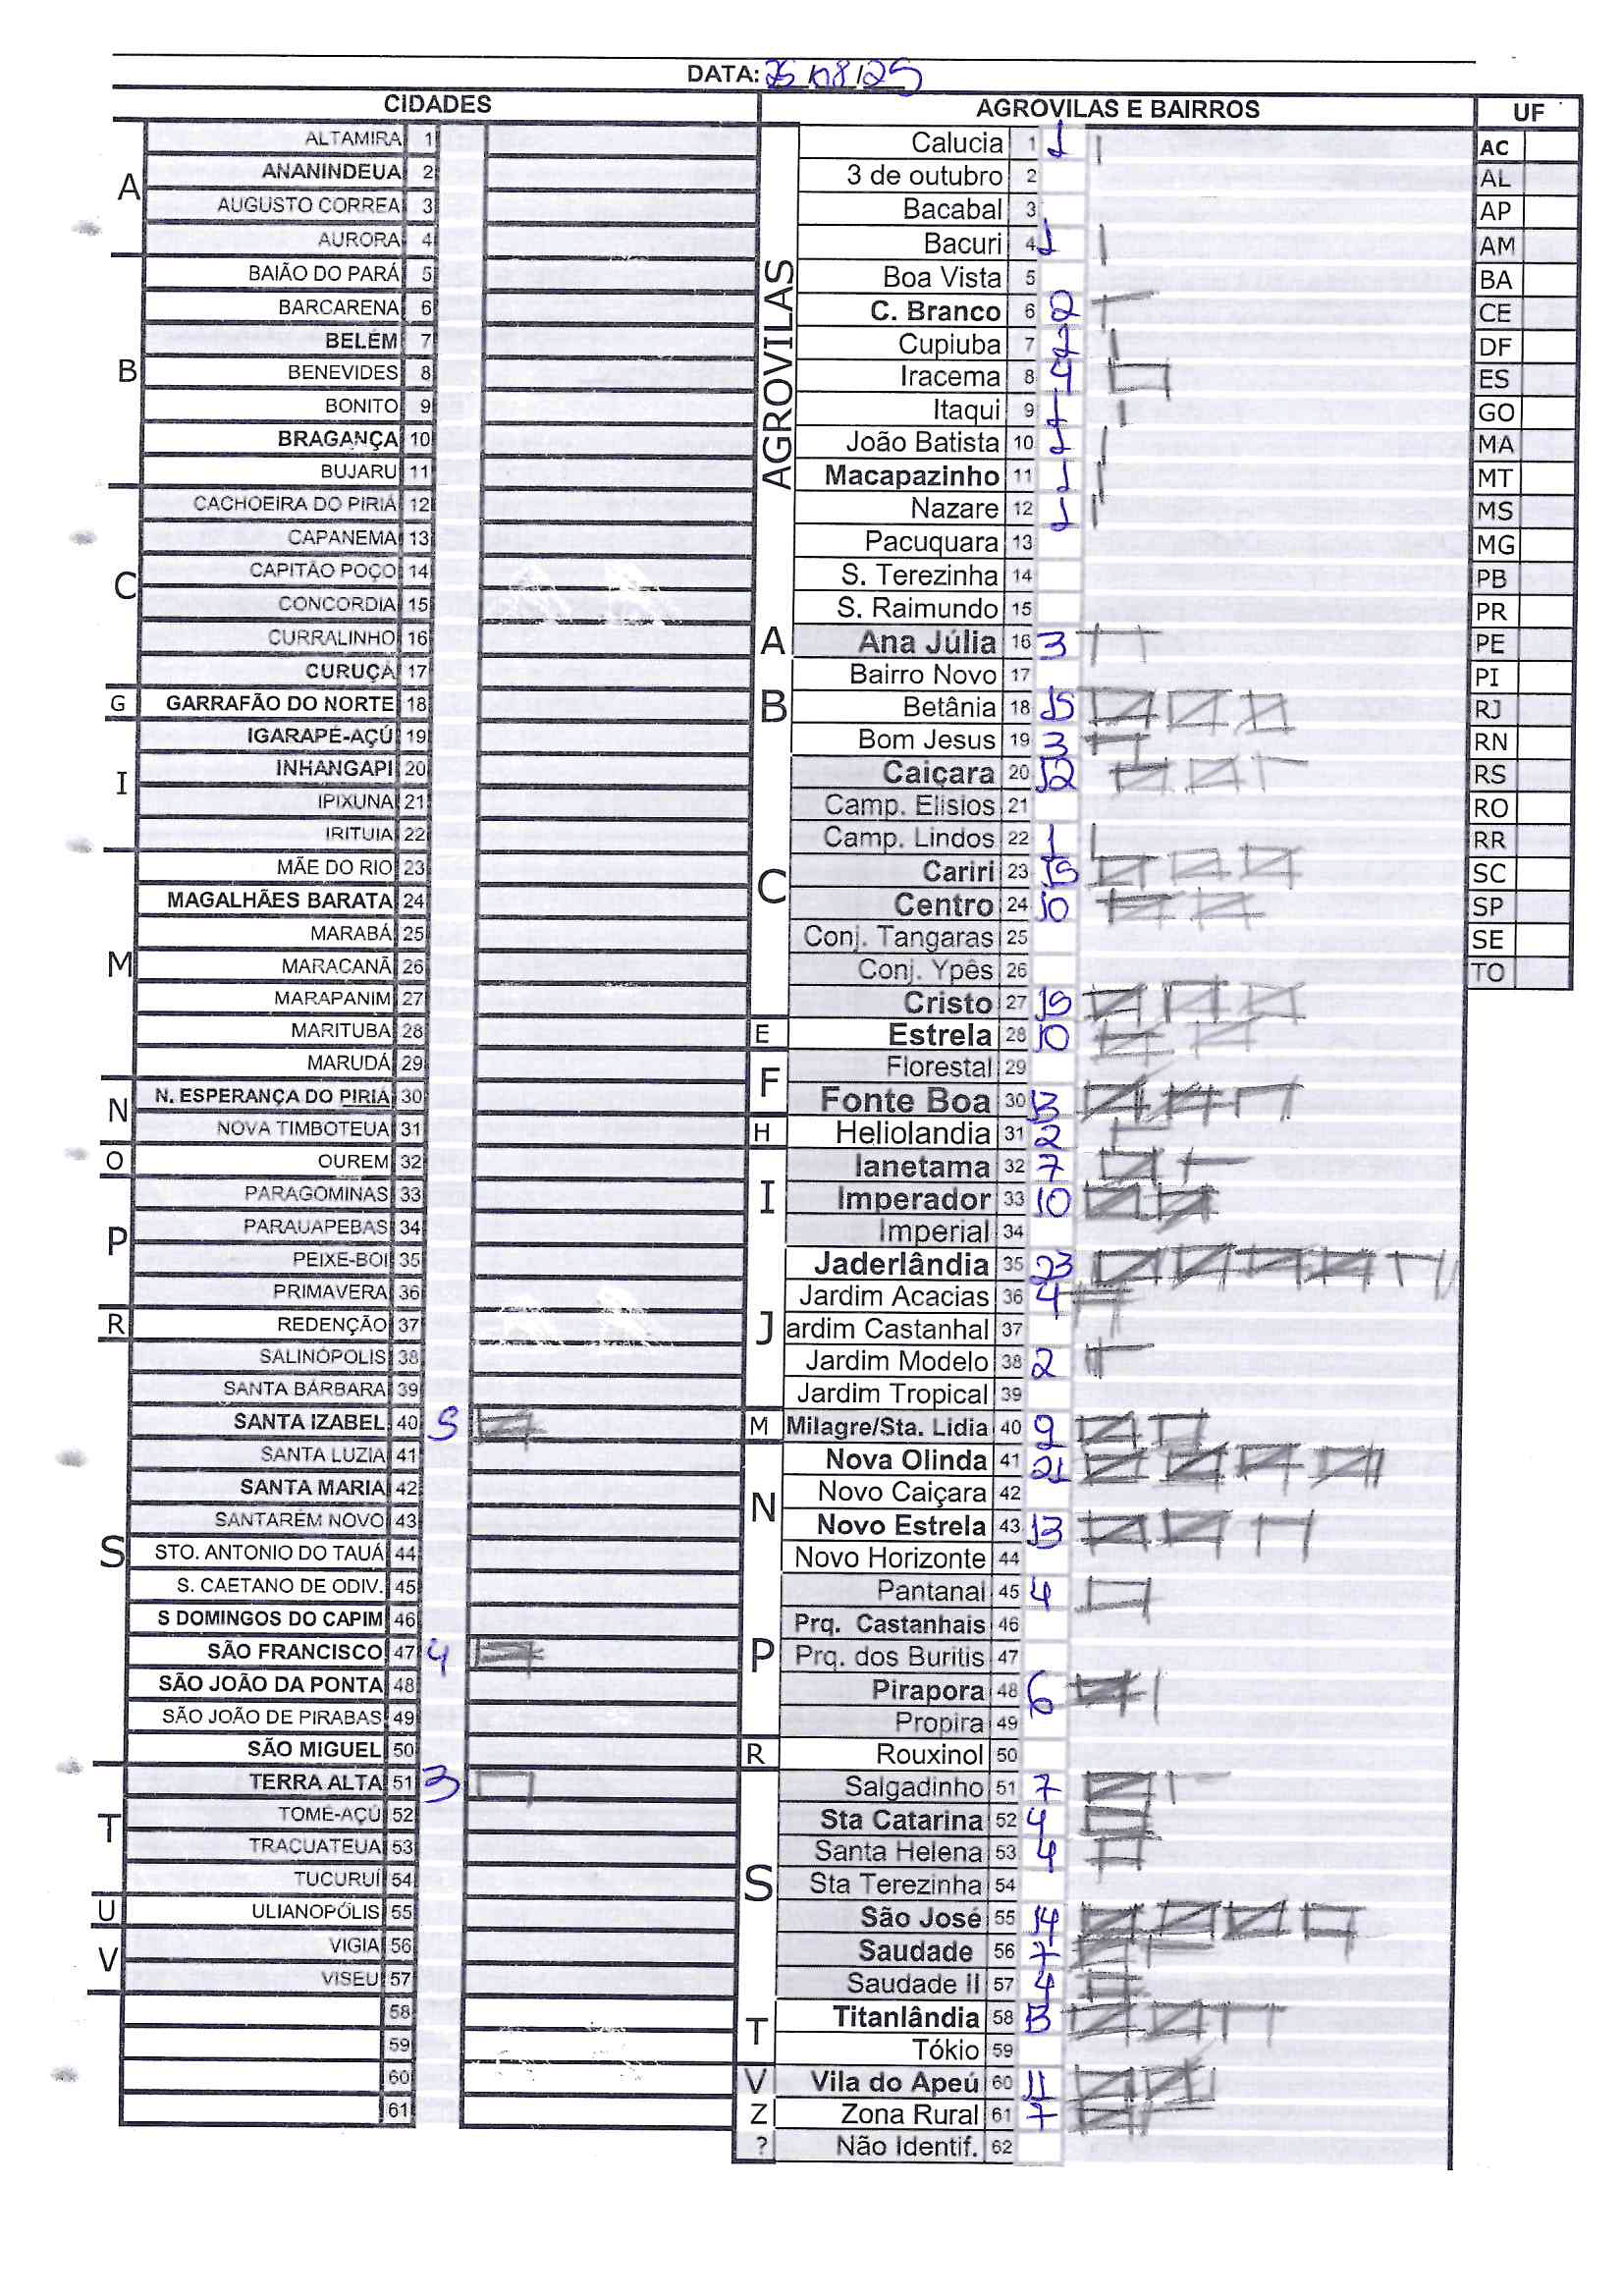 DATA: 25/08/25
CIDADES
A
ALTAMIRA 1
ANANINDEUA 2
AUGUSTO CORREA 3
AURORA 4
B
BAIÃO DO PARÁ 5
BARCARENA 6
BELÉM 7
BENEVIDES 8
BONITO 9
BRAGANÇA 10
BUJARU 11
C
CACHOEIRA DO PIRIÁ 12
CAPANEMA 13
CAPITÃO POÇO 14
CONCORDIA 15
CURRALINHO 16
CURUÇÁ 17
G
GARRAFÃO DO NORTE 18
I
IGARAPÉ-AÇÚ 19
INHANGAPI 20
IPIXUNA 21
IRITUIA 22
M
MÃE DO RIO 23
MAGALHÃES BARATA 24
MARABÁ 25
MARACANÃ 26
MARAPANIM 27
MARITUBA 28
MARUDÁ 29
N
N. ESPERANÇA DO PIRIÁ 30
NOVA TIMBOTEUA 31
O
OUREM 32
P
PARAGOMINAS 33
PARAUAPEBAS 34
PEIXE-BOI 35
PRIMAVERA 36
R
REDENÇÃO 37
S
SALINÓPOLIS 38
SANTA BÁRBARA 39
SANTA IZABEL 40 5
SANTA LUZIA 41
SANTA MARIA 42
SANTARÉM NOVO 43
STO. ANTONIO DO TAUÁ 44
S. CAETANO DE ODIV. 45
S DOMINGOS DO CAPIM 46
SÃO FRANCISCO 47 4
SÃO JOÃO DA PONTA 48
SÃO JOÃO DE PIRABAS 49
SÃO MIGUEL 50
T
TERRA ALTA 51 3
TOMÉ-AÇÚ 52
TRACUATEUA 53
TUCURUÍ 54
U
ULIANOPÓLIS 55
V
VIGIA 56
VISEU 57
58
59
60
61
AGROVILAS E BAIRROS
AGROVILAS
Calucia 1 1
3 de outubro 2
Bacabal 3
Bacuri 4 1
Boa Vista 5
C. Branco 6 2
Cupiuba 7
Iracema 8 4
Itaqui 9 1
João Batista 10 1
Macapazinho 11 1
Nazare 12 1
Pacuquara 13
S. Terezinha 14
S. Raimundo 15
A
Ana Júlia 16 3
B
Bairro Novo 17
Betânia 18 15
Bom Jesus 19 3
C
Caiçara 20 12
Camp. Elisios 21
Camp. Lindos 22 1
Cariri 23 15
Centro 24 10
Conj. Tangaras 25
Conj. Ypês 26
Cristo 27 15
E
Estrela 28 10
F
Florestal 29
Fonte Boa 30 13
H
Heliolandia 31 2
I
Ianetama 32 7
Imperador 33 10
Imperial 34
J
Jaderlândia 35 23
Jardim Acacias 36 4
ardim Castanhal 37
Jardim Modelo 38 2
Jardim Tropical 39
M
Milagre/Sta. Lidia 40 9
N
Nova Olinda 41 21
Novo Caiçara 42
Novo Estrela 43 13
Novo Horizonte 44
P
Pantanal 45 4
Prq. Castanhais 46
Prq. dos Buritis 47
Pirapora 48 6
Propira 49
R
Rouxinol 50
S
Salgadinho 51 7
Sta Catarina 52 4
Santa Helena 53 4
Sta Terezinha 54
São José 55 14
Saudade 56 7
Saudade II 57 4
T
Titanlândia 58 13
Tókio 59
V
Vila do Apeú 60 11
Z
Zona Rural 61 7
?
Não Identif. 62
UF
AC
AL
AP
AM
BA
CE
DF
ES
GO
MA
MT
MS
MG
PB
PR
PE
PI
RJ
RN
RS
RO
RR
SC
SP
SE
TO